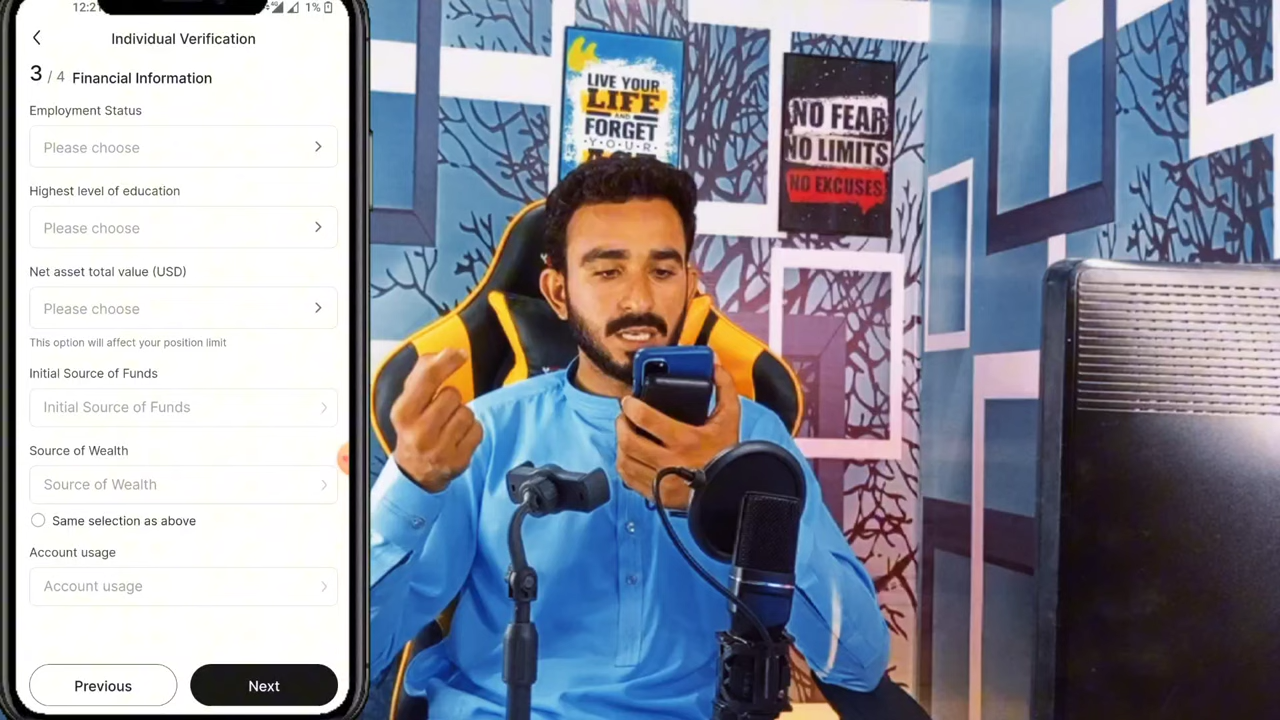 12:21
1%
Individual Verification
3 / 4 Financial Information
Employment Status
Please choose
Highest level of education
Please choose
Net asset total value (USD)
Please choose
This option will affect your position limit
Initial Source of Funds
Initial Source of Funds
Source of Wealth
Source of Wealth
Same selection as above
Account usage
Account usage
Previous
Next
LIVE YOUR
LIFE
AND
FORGET
YOUR
AGE
NO FEAR
NO LIMITS
NO EXCUSES